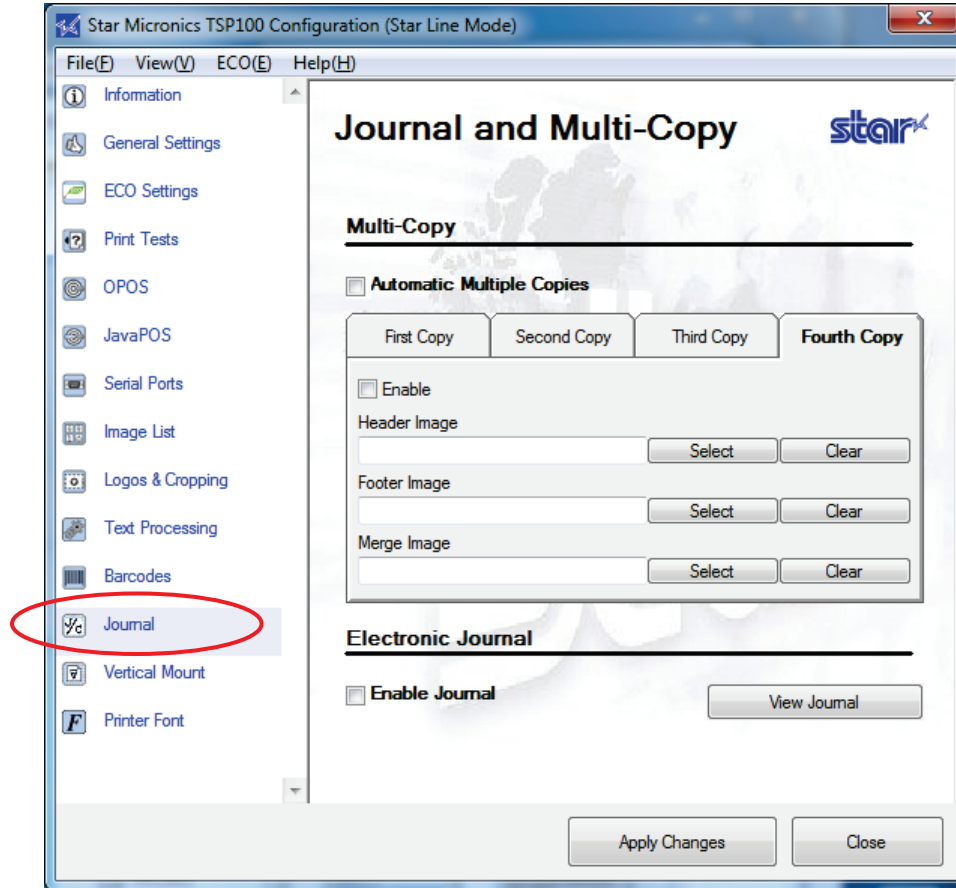 Star Micronics TSP100 Configuration (Star Line Mode)
File(F) View(V) ECO(E) Help(H)
Information
General Settings
ECO Settings
Print Tests
OPOS
JavaPOS
Serial Ports
Image List
Logos & Cropping
Text Processing
Barcodes
Journal
Vertical Mount
Printer Font
Journal and Multi-Copy
star
Multi-Copy
Automatic Multiple Copies
First Copy Second Copy Third Copy Fourth Copy
Enable
Header Image
Select Clear
Footer Image
Select Clear
Merge Image
Select Clear
Electronic Journal
Enable Journal View Journal
Apply Changes Close